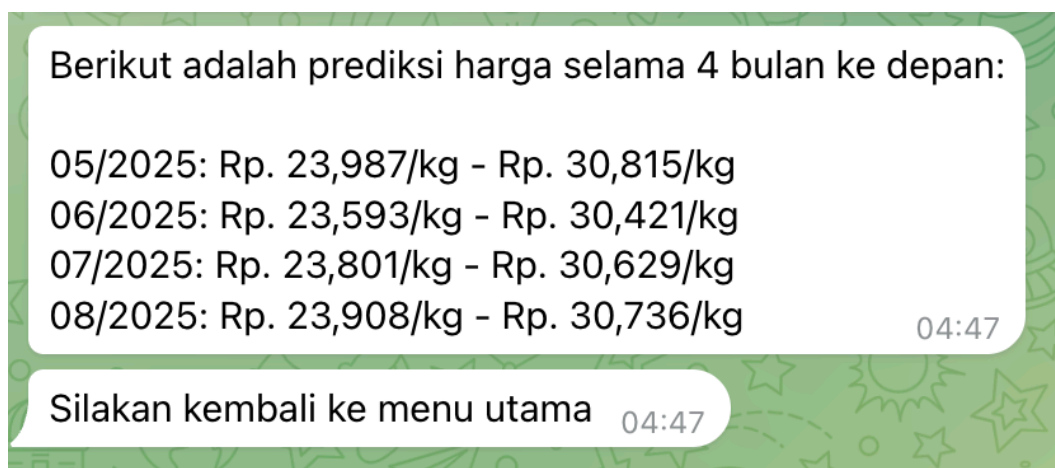 Berikut adalah prediksi harga selama 4 bulan ke depan:
05/2025: Rp. 23,987/kg - Rp. 30,815/kg
06/2025: Rp. 23,593/kg - Rp. 30,421/kg
07/2025: Rp. 23,801/kg - Rp. 30,629/kg
08/2025: Rp. 23,908/kg - Rp. 30,736/kg
04:47
Silakan kembali ke menu utama 04:47